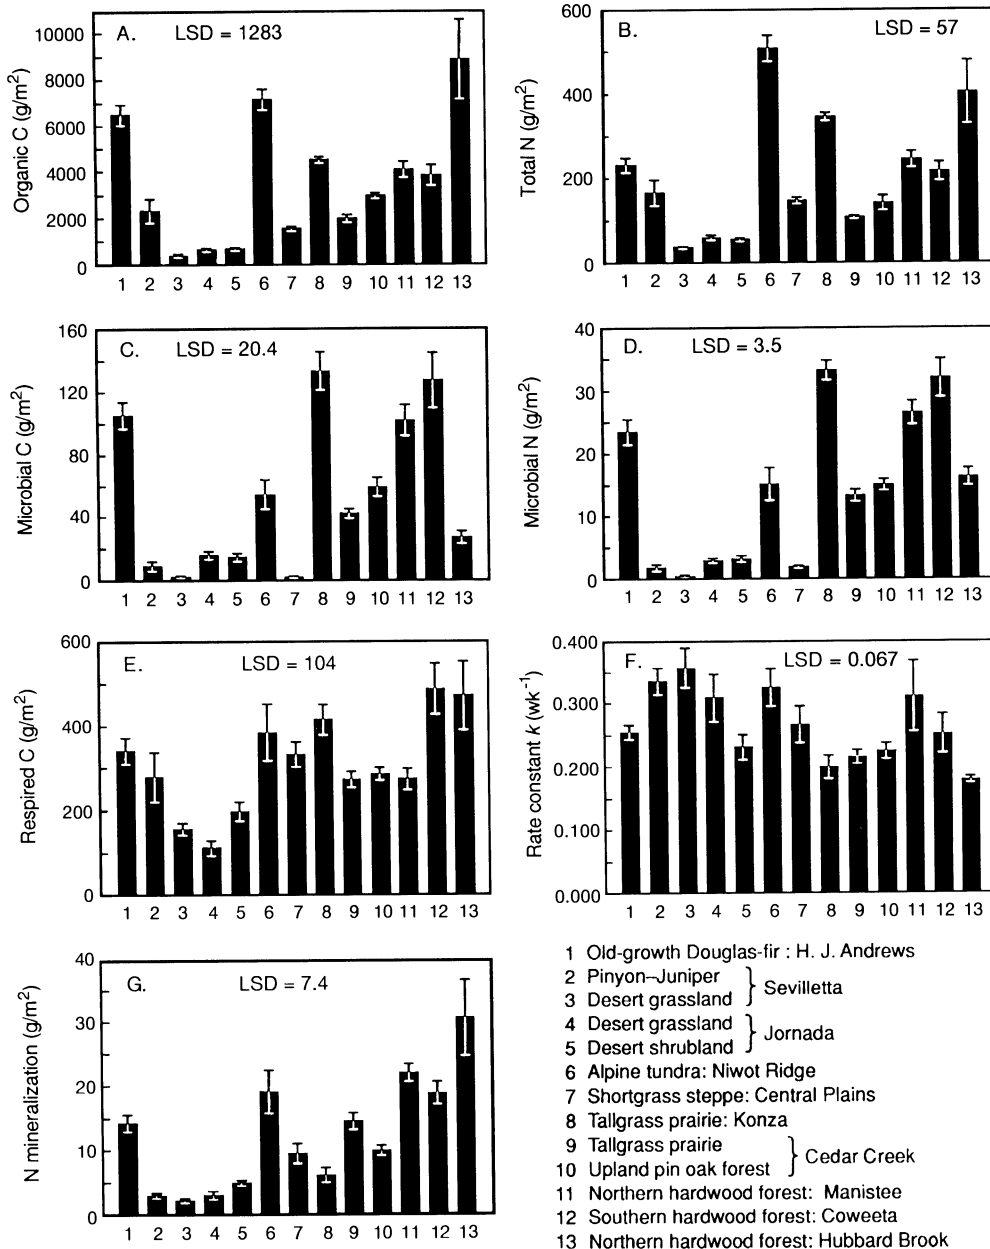 A. LSD = 1283
Organic C (g/m²)
10000
8000
6000
4000
2000
0
1 2 3 4 5 6 7 8 9 10 11 12 13
B. LSD = 57
Total N (g/m²)
600
400
200
0
1 2 3 4 5 6 7 8 9 10 11 12 13
C. LSD = 20.4
Microbial C (g/m²)
160
120
80
40
0
1 2 3 4 5 6 7 8 9 10 11 12 13
D. LSD = 3.5
Microbial N (g/m²)
40
30
20
10
0
1 2 3 4 5 6 7 8 9 10 11 12 13
E. LSD = 104
Respired C (g/m²)
600
400
200
0
1 2 3 4 5 6 7 8 9 10 11 12 13
F. LSD = 0.067
Rate constant k (wk⁻¹)
0.400
0.300
0.200
0.100
0.000
1 2 3 4 5 6 7 8 9 10 11 12 13
G. LSD = 7.4
N mineralization (g/m²)
40
30
20
10
0
1 2 3 4 5 6 7 8 9 10 11 12 13
1 Old-growth Douglas-fir : H. J. Andrews
2 Pinyon–Juniper
3 Desert grassland
Sevilletta
4 Desert grassland
5 Desert shrubland
Jornada
6 Alpine tundra: Niwot Ridge
7 Shortgrass steppe: Central Plains
8 Tallgrass prairie: Konza
9 Tallgrass prairie
10 Upland pin oak forest
Cedar Creek
11 Northern hardwood forest: Manistee
12 Southern hardwood forest: Coweeta
13 Northern hardwood forest: Hubbard Brook